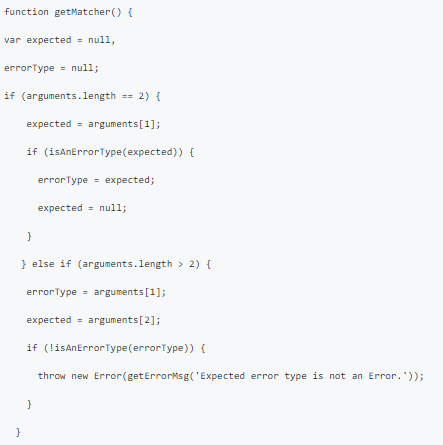 function getMatcher() {
var expected = null,
errorType = null;
if (arguments.length == 2) {
expected = arguments[1];
if (isAnErrorType(expected)) {
errorType = expected;
expected = null;
}
} else if (arguments.length > 2) {
errorType = arguments[1];
expected = arguments[2];
if (!isAnErrorType(errorType)) {
throw new Error(getErrorMsg('Expected error type is not an Error.'));
}
}